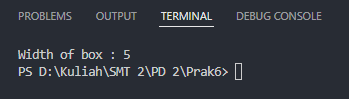 PROBLEMS OUTPUT TERMINAL DEBUG CONSOLE
Width of box : 5
PS D:\Kuliah\SMT 2\PD 2\Prak6>